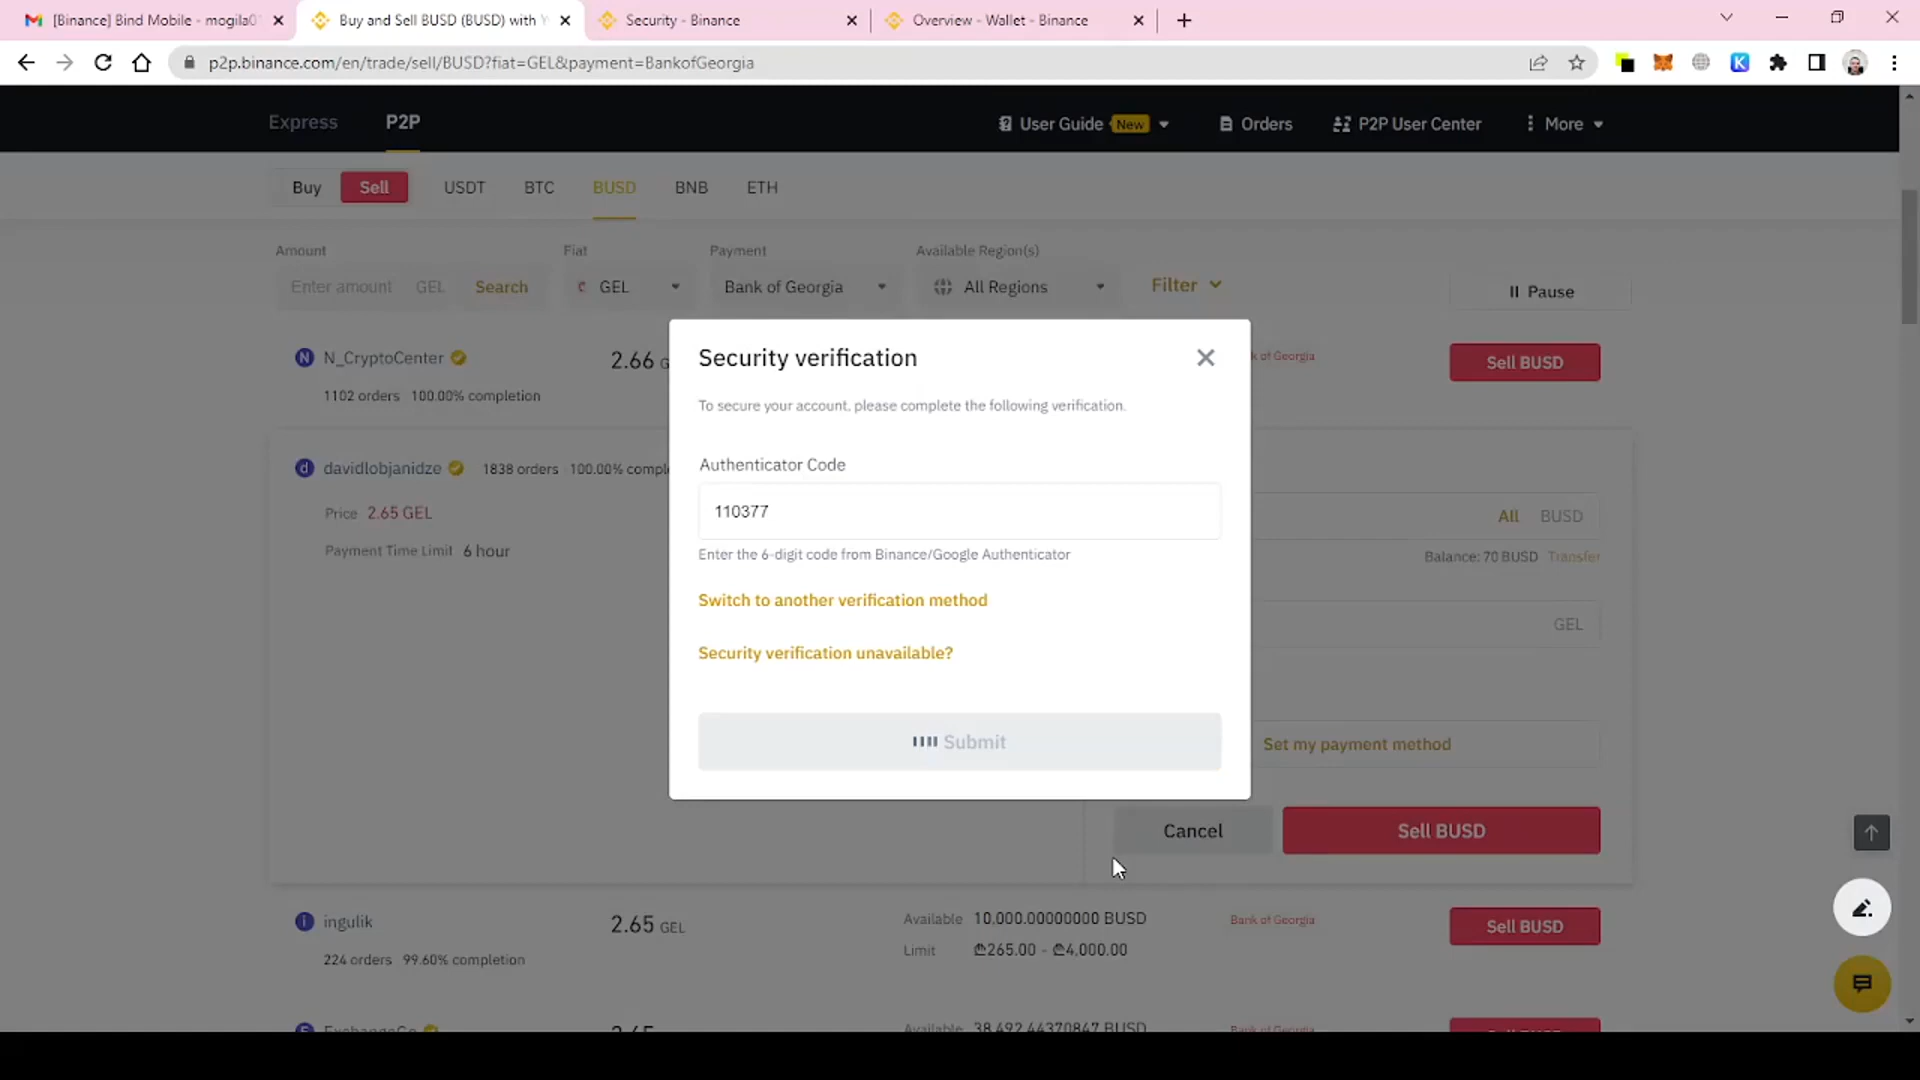 [Binance] Bind Mobile - mogila0
Buy and Sell BUSD (BUSD) with
Security - Binance
Overview - Wallet - Binance
p2p.binance.com/en/trade/sell/BUSD?fiat=GEL&payment=BankofGeorgia
Express P2P User Guide New Orders P2P User Center More
Buy Sell USDT BTC BUSD BNB ETH
Amount Fiat Payment Available Region(s)
Enter amount GEL Search GEL Bank of Georgia All Regions Filter Pause
N N_CryptoCenter 2.66 of Georgia Sell BUSD
1102 orders 100.00% completion
Security verification
To secure your account, please complete the following verification.
Authenticator Code
110377
Enter the 6-digit code from Binance/Google Authenticator
Switch to another verification method
Security verification unavailable?
Submit
d davidlobjanidze 1838 orders 100.00% comple
Price 2.65 GEL
Payment Time Limit 6 hour
All BUSD
Balance: 70 BUSD Transfer
GEL
Set my payment method
Cancel Sell BUSD
i ingulik 2.65 GEL Available 10,000.00000000 BUSD Bank of Georgia Sell BUSD
224 orders 99.60% completion Limit ₾265.00 - ₾4,000.00
Available 38,492.44370847 BUSD Bank of Georgia